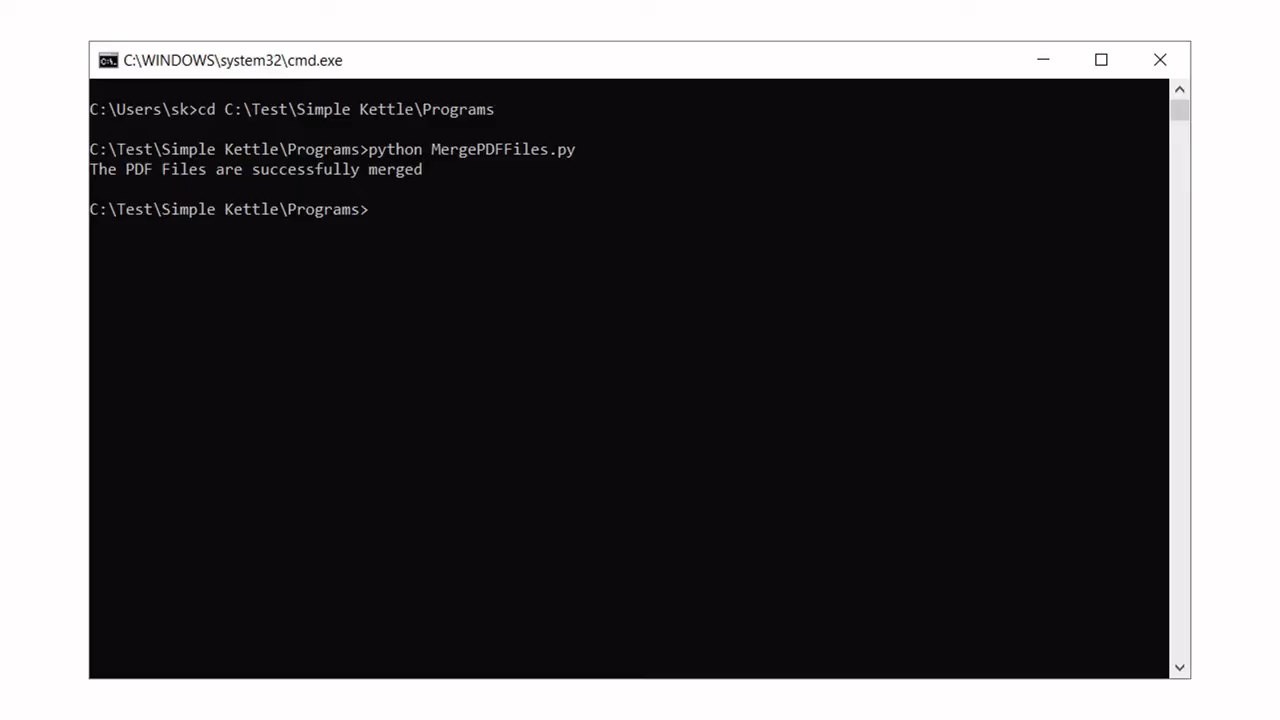 C:\WINDOWS\system32\cmd.exe
C:\Users\sk>cd C:\Test\Simple Kettle\Programs
C:\Test\Simple Kettle\Programs>python MergePDFFiles.py
The PDF Files are successfully merged
C:\Test\Simple Kettle\Programs>